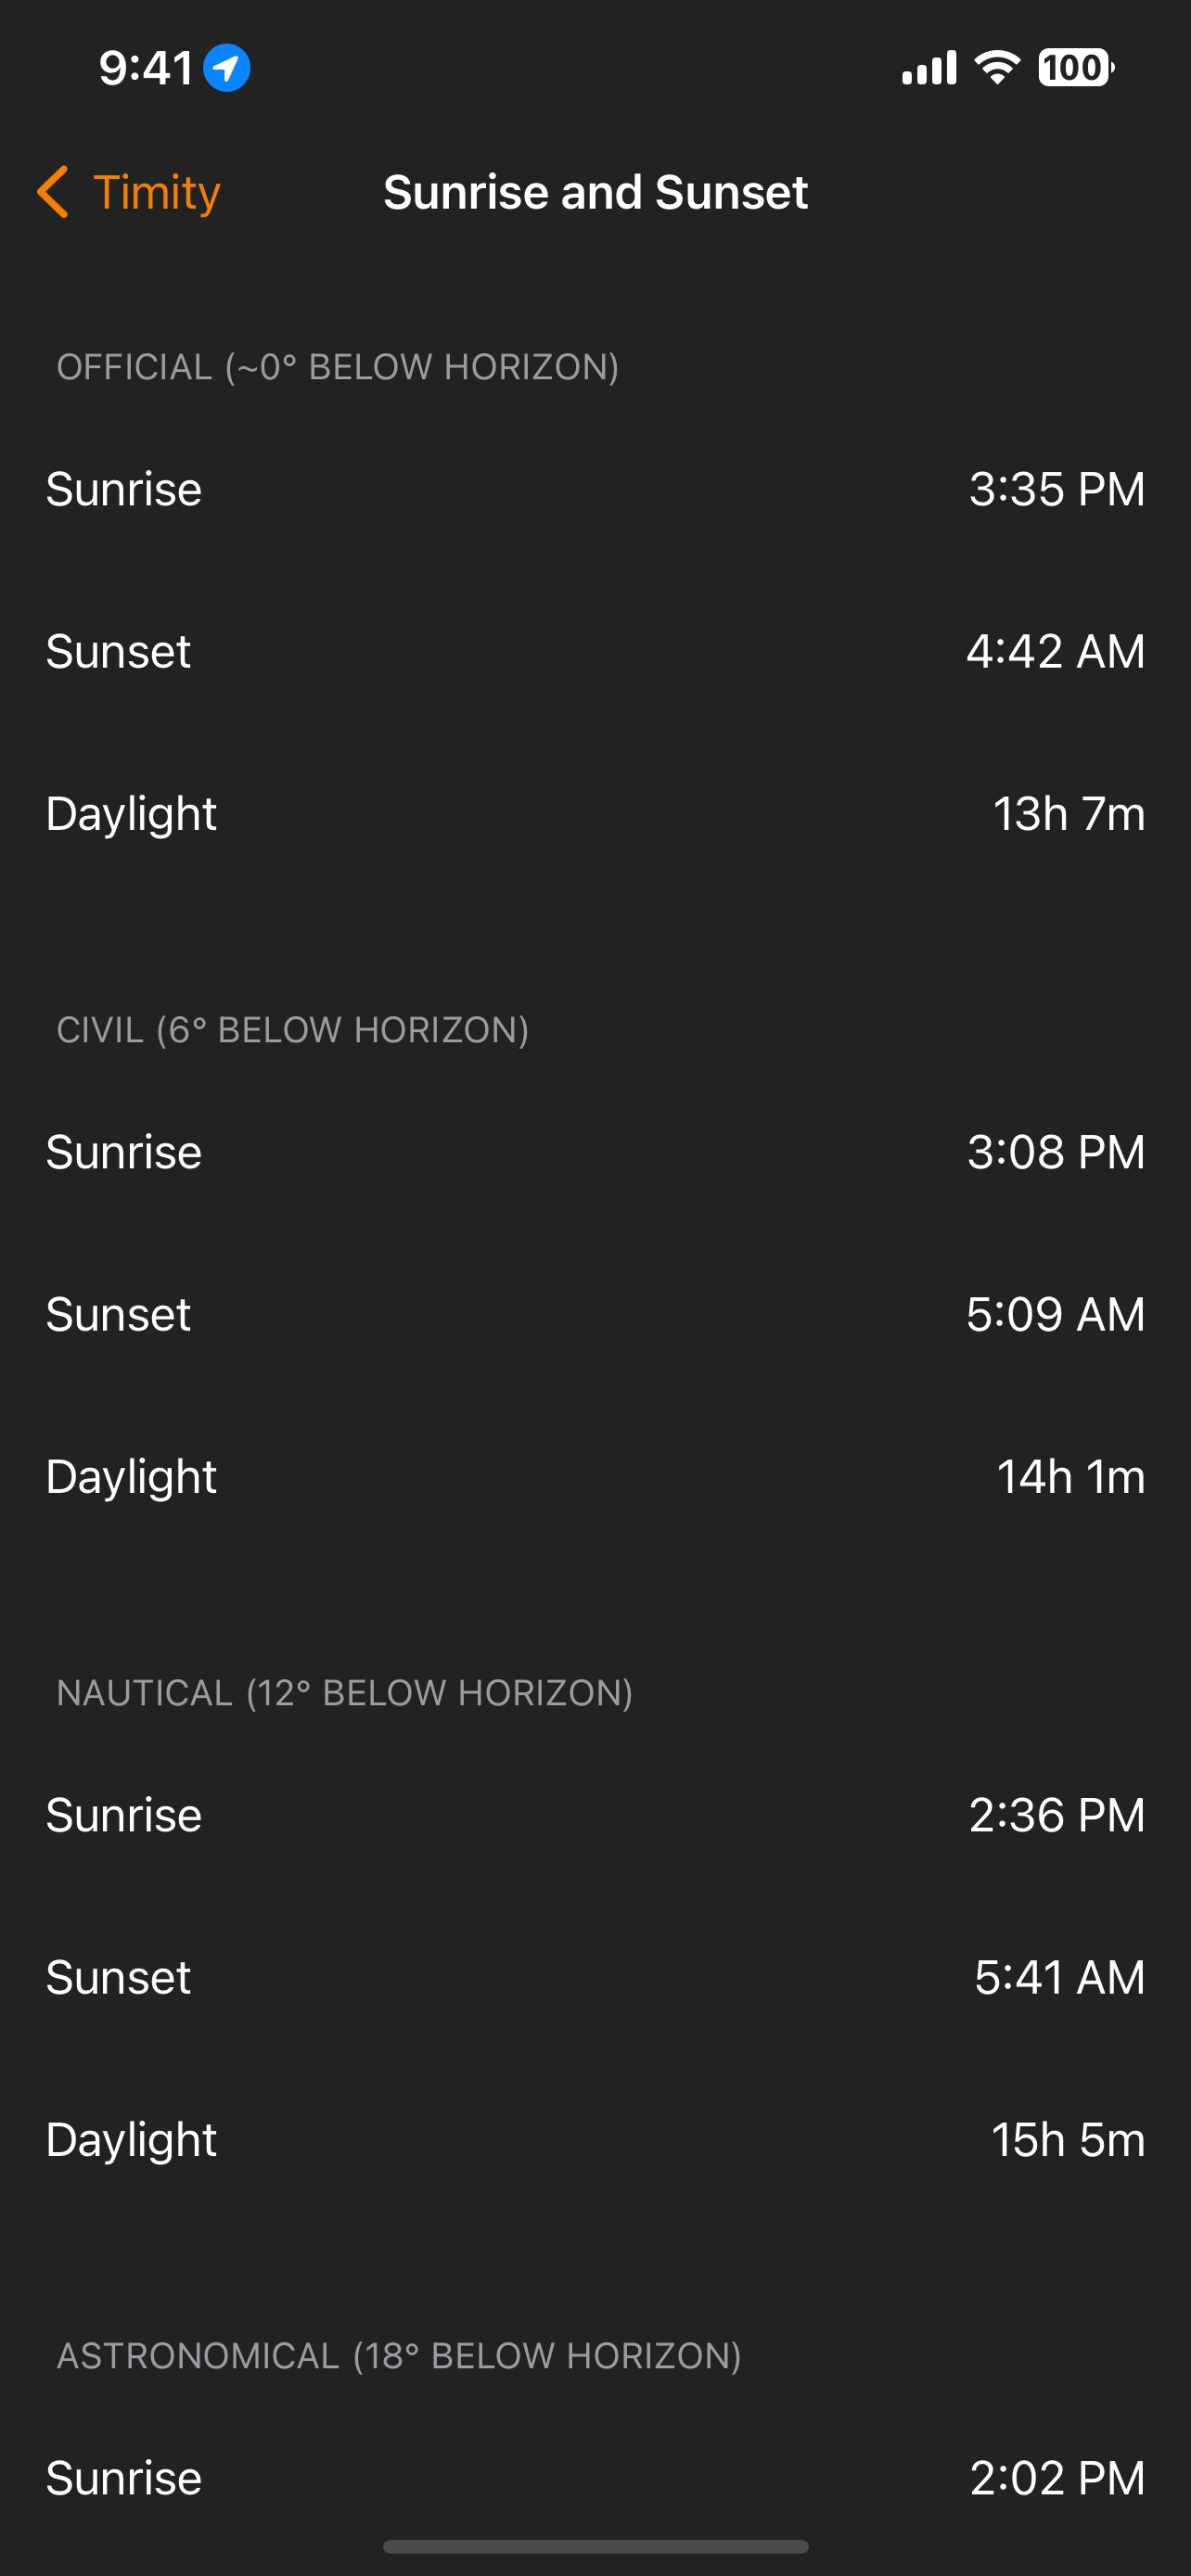 9:41
100
Timity
Sunrise and Sunset
OFFICIAL (~0° BELOW HORIZON)
Sunrise 3:35 PM
Sunset 4:42 AM
Daylight 13h 7m
CIVIL (6° BELOW HORIZON)
Sunrise 3:08 PM
Sunset 5:09 AM
Daylight 14h 1m
NAUTICAL (12° BELOW HORIZON)
Sunrise 2:36 PM
Sunset 5:41 AM
Daylight 15h 5m
ASTRONOMICAL (18° BELOW HORIZON)
Sunrise 2:02 PM